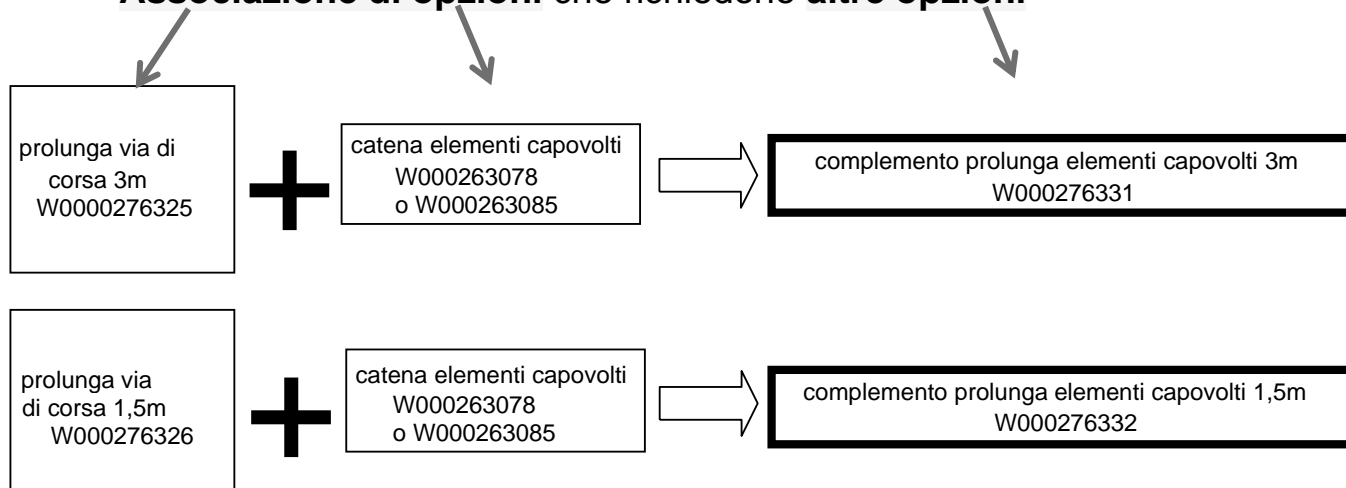 Associazione di opzioni che richiedono altre opzioni
prolunga via di
corsa 3m
W0000276325
catena elementi capovolti
W000263078
o W000263085
complemento prolunga elementi capovolti 3m
W000276331
prolunga via
di corsa 1,5m
W000276326
catena elementi capovolti
W000263078
o W000263085
complemento prolunga elementi capovolti 1,5m
W000276332